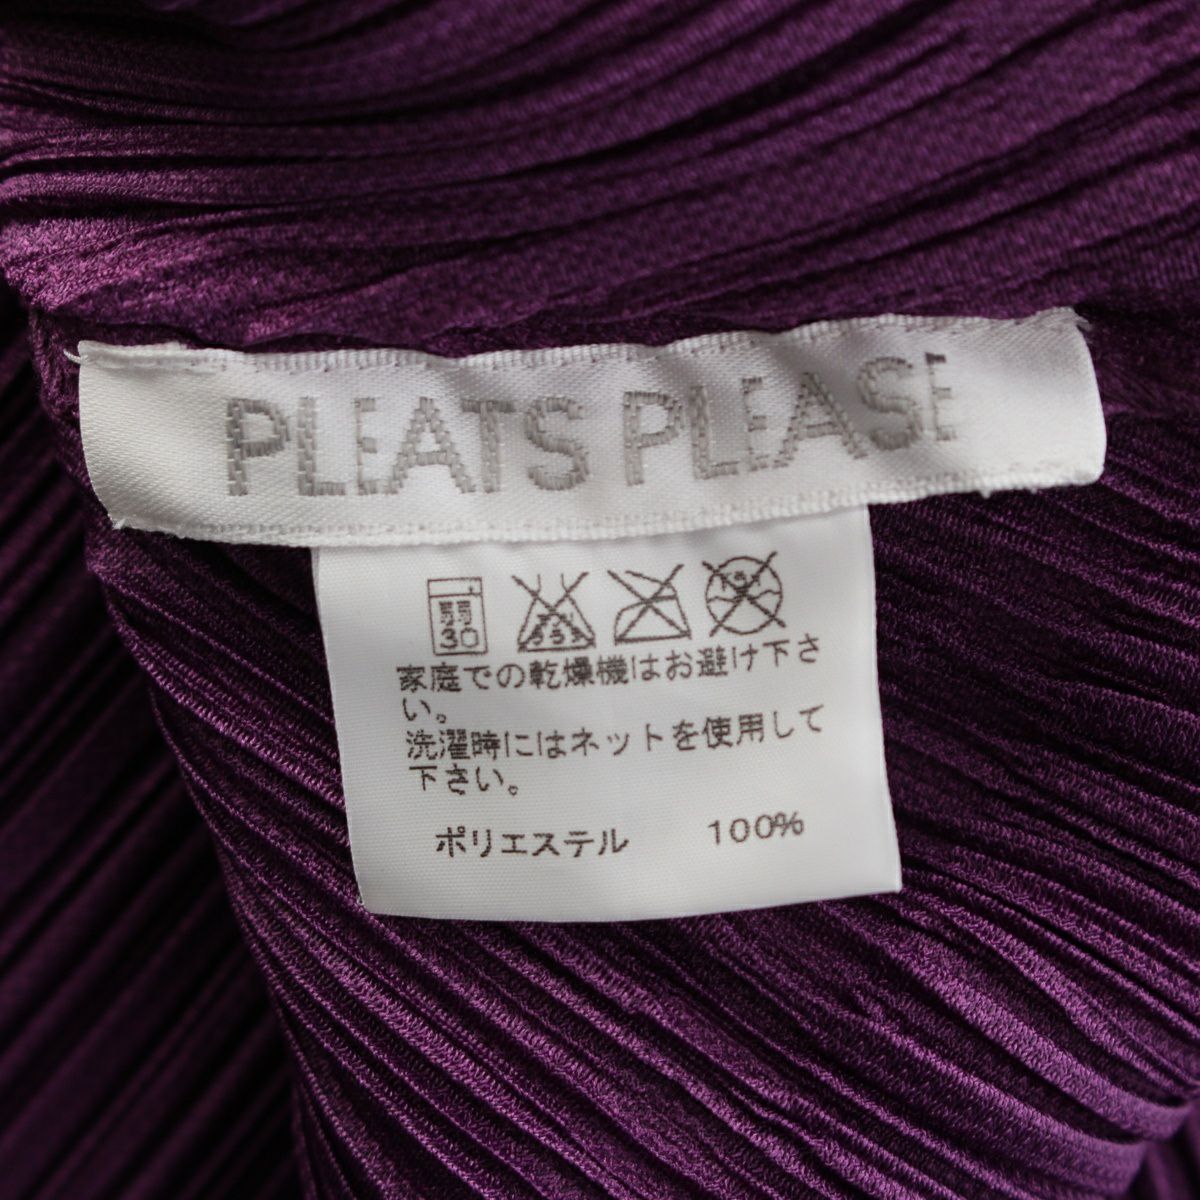 PLEATS PLEASE
弱
30
家庭での乾燥機はお避け下さ
い。
洗濯時にはネットを使用して
下さい。
ポリエステル 100%